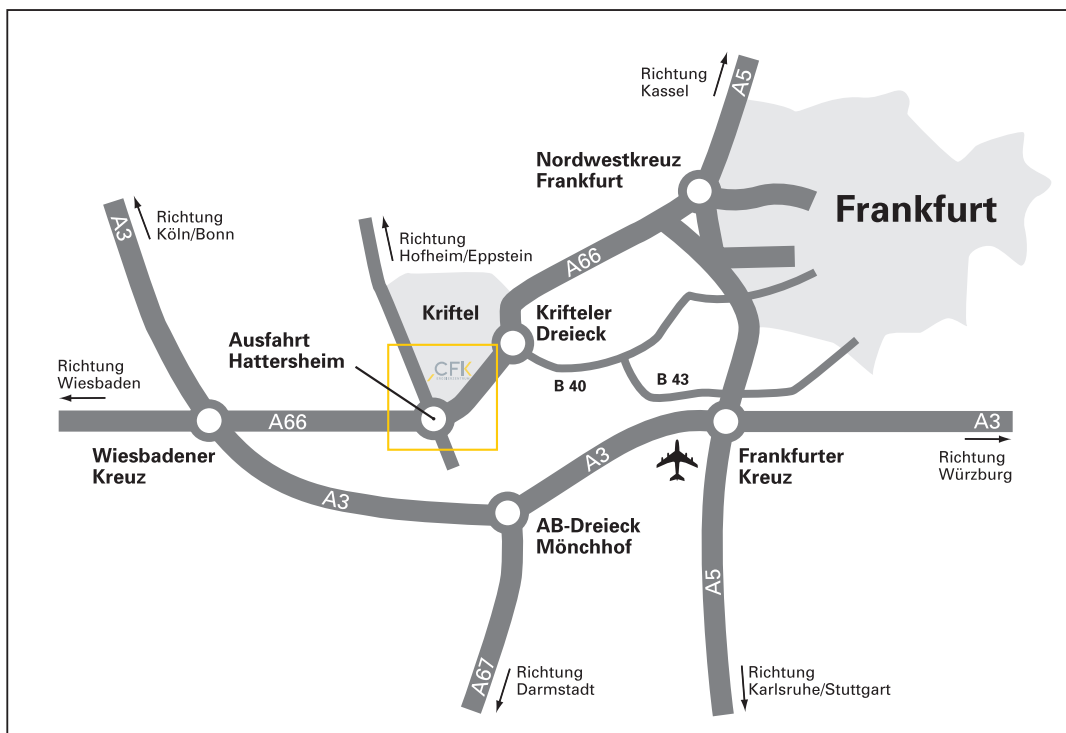 Richtung
Kassel
A5
Nordwestkreuz
Frankfurt
Frankfurt
A3
Richtung
Köln/Bonn
Richtung
Hofheim/Eppstein
A66
Kriftel
Krifteler
Dreieck
Ausfahrt
Hattersheim
CFK
Richtung
Wiesbaden
B 40
B 43
A66
A3
Wiesbadener
Kreuz
A3
Frankfurter
Kreuz
Richtung
Würzburg
A3
AB-Dreieck
Mönchhof
A5
A67
Richtung
Darmstadt
Richtung
Karlsruhe/Stuttgart